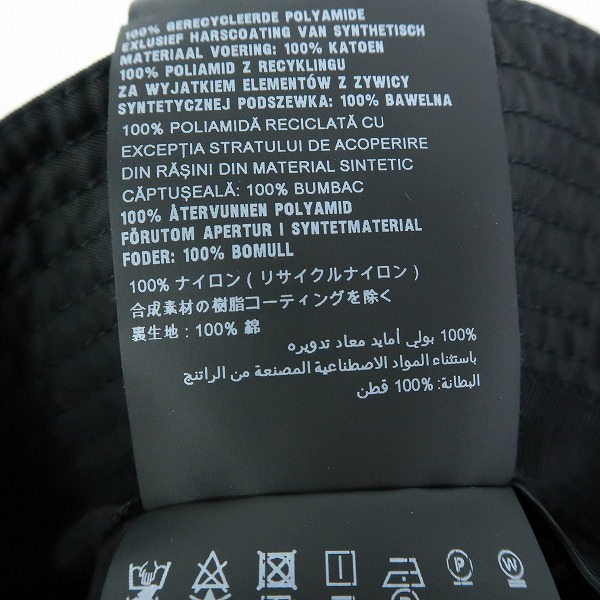 100% GERECYCLEERDE POLYAMIDE
EXLUSIEF HARSCOATING VAN SYNTHETISCH
MATERIAAL VOERING: 100% KATOEN
100% POLIAMID Z RECYKLINGU
ZA WYJATKIEM ELEMENTÓW Z ZYWICY
SYNTETYCZNEJ PODSZEWKA: 100% BAWELNA
100% POLIAMIDĂ RECICLATĂ CU
EXCEPȚIA STRATULUI DE ACOPERIRE
DIN RĂȘINI DIN MATERIAL SINTETIC
CĂPTUȘEALĂ: 100% BUMBAC
100% ÅTERVUNNEN POLYAMID
FÖRUTOM APERTUR I SYNTETMATERIAL
FODER: 100% BOMULL
100% ナイロン ( リサイクルナイロン )
合成素材の樹脂コーティングを除く
裏生地 : 100% 綿
100% بولي أمايد معاد تدويره
باستثناء المواد الاصطناعية المصنعة من الراتنج
البطانة: 100% قطن
P
W